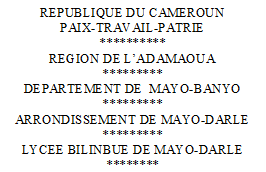 REPUBLIQUE DU CAMEROUN
PAIX-TRAVAIL-PATRIE
**********
REGION DE L'ADAMAOUA
*********
DEPARTEMENT DE MAYO-BANYO
*********
ARRONDISSEMENT DE MAYO-DARLE
*********
LYCEE BILINBUE DE MAYO-DARLE
********